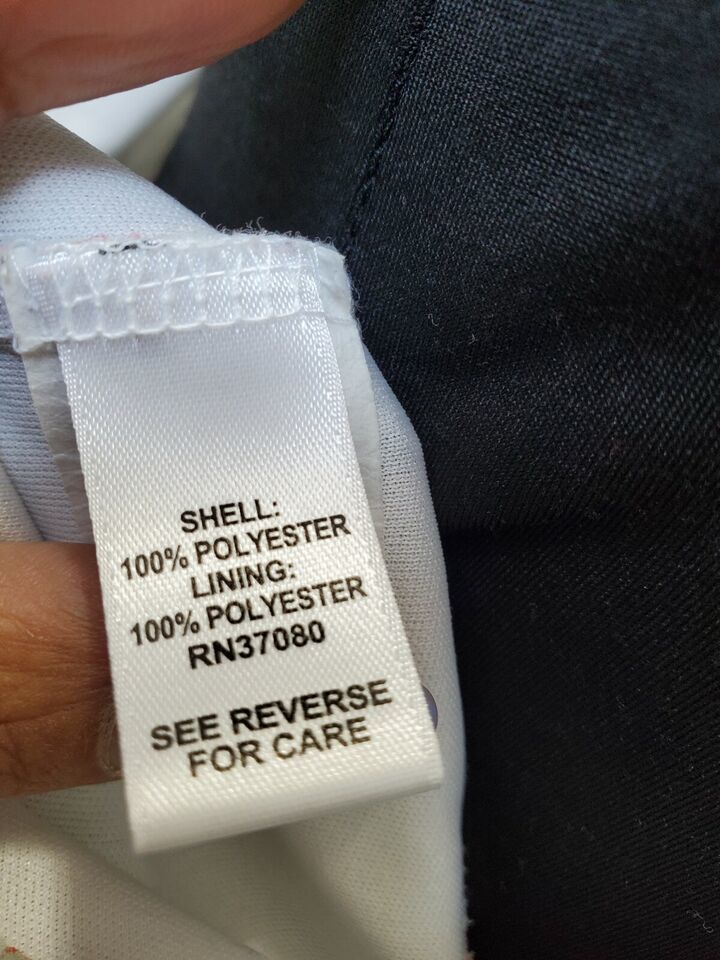 SHELL:
100% POLYESTER
LINING:
100% POLYESTER
RN37080
SEE REVERSE
FOR CARE